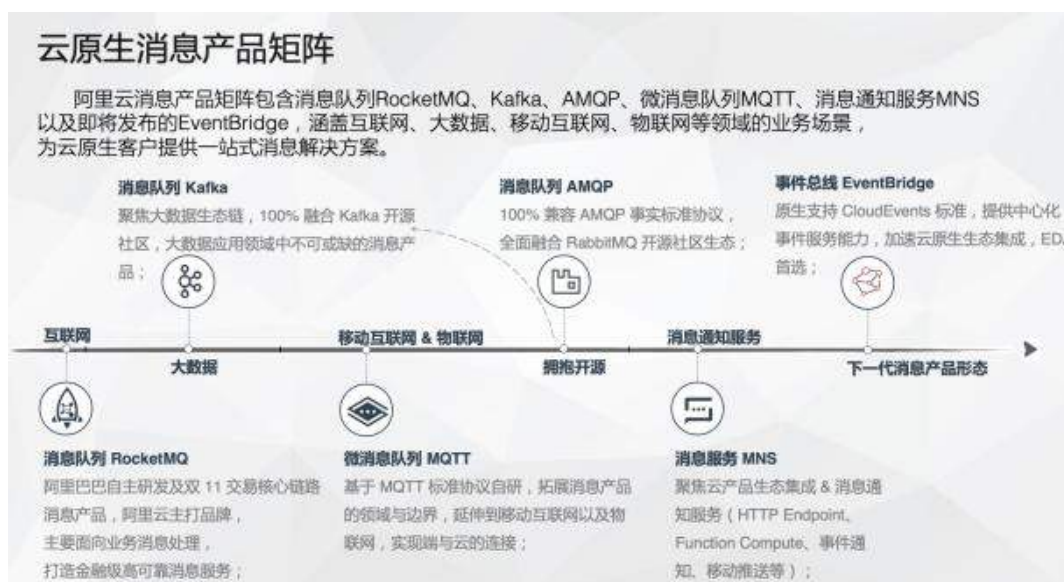 云原生消息产品矩阵
阿里云消息产品矩阵包含消息队列RocketMQ、Kafka、AMQP、微消息队列MQTT、消息通知服务MNS
以及即将发布的EventBridge，涵盖互联网、大数据、移动互联网、物联网等领域的业务场景，
为云原生客户提供一站式消息解决方案。
消息队列 Kafka
聚焦大数据生态链，100% 融合 Kafka 开源
社区，大数据应用领域中不可或缺的消息产
品；
消息队列 AMQP
100% 兼容 AMQP 事实标准协议，
全面融合 RabbitMQ 开源社区生态；
事件总线 EventBridge
原生支持 CloudEvents 标准，提供中心化
事件服务能力，加速云原生生态集成，ED
首选；
互联网
大数据
移动互联网 & 物联网
拥抱开源
消息通知服务
下一代消息产品形态
消息队列 RocketMQ
阿里巴巴自主研发及双 11 交易核心链路
消息产品，阿里云主打品牌，
主要面向业务消息处理，
打造金融级高可靠消息服务；
微消息队列 MQTT
基于 MQTT 标准协议自研，拓展消息产品
的领域与边界，延伸到移动互联网以及物
联网，实现端与云的连接；
消息服务 MNS
聚焦云产品生态集成 & 消息通
知服务（HTTP Endpoint、
Function Compute、事件通
知、移动推送等）；